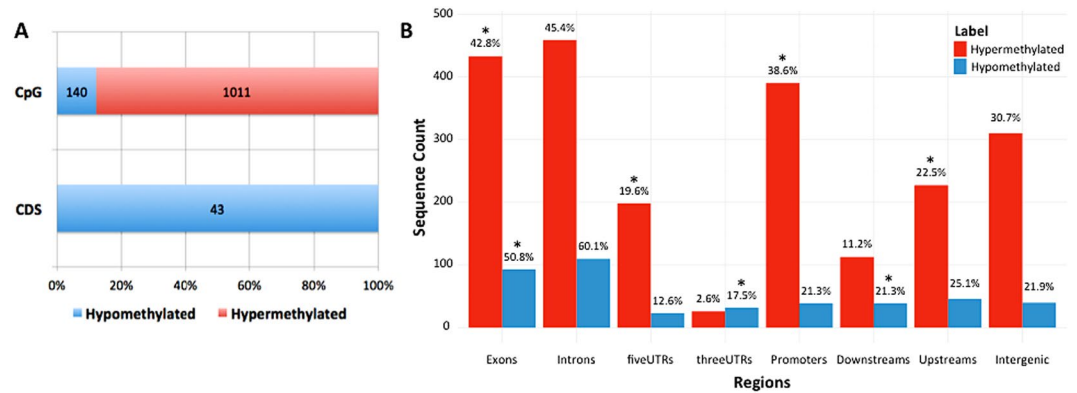 A
CpG
140
1011
CDS
43
0%
20%
40%
60%
80%
100%
Hypomethylated
Hypermethylated
B
Sequence Count
500
400
300
200
100
0
Label
Hypermethylated
Hypomethylated
*
42.8%
*
50.8%
45.4%
60.1%
*
19.6%
12.6%
2.6%
*
17.5%
*
38.6%
21.3%
11.2%
*
21.3%
*
22.5%
25.1%
30.7%
21.9%
Exons
Introns
fiveUTRs
threeUTRs
Promoters
Downstreams
Upstreams
Intergenic
Regions